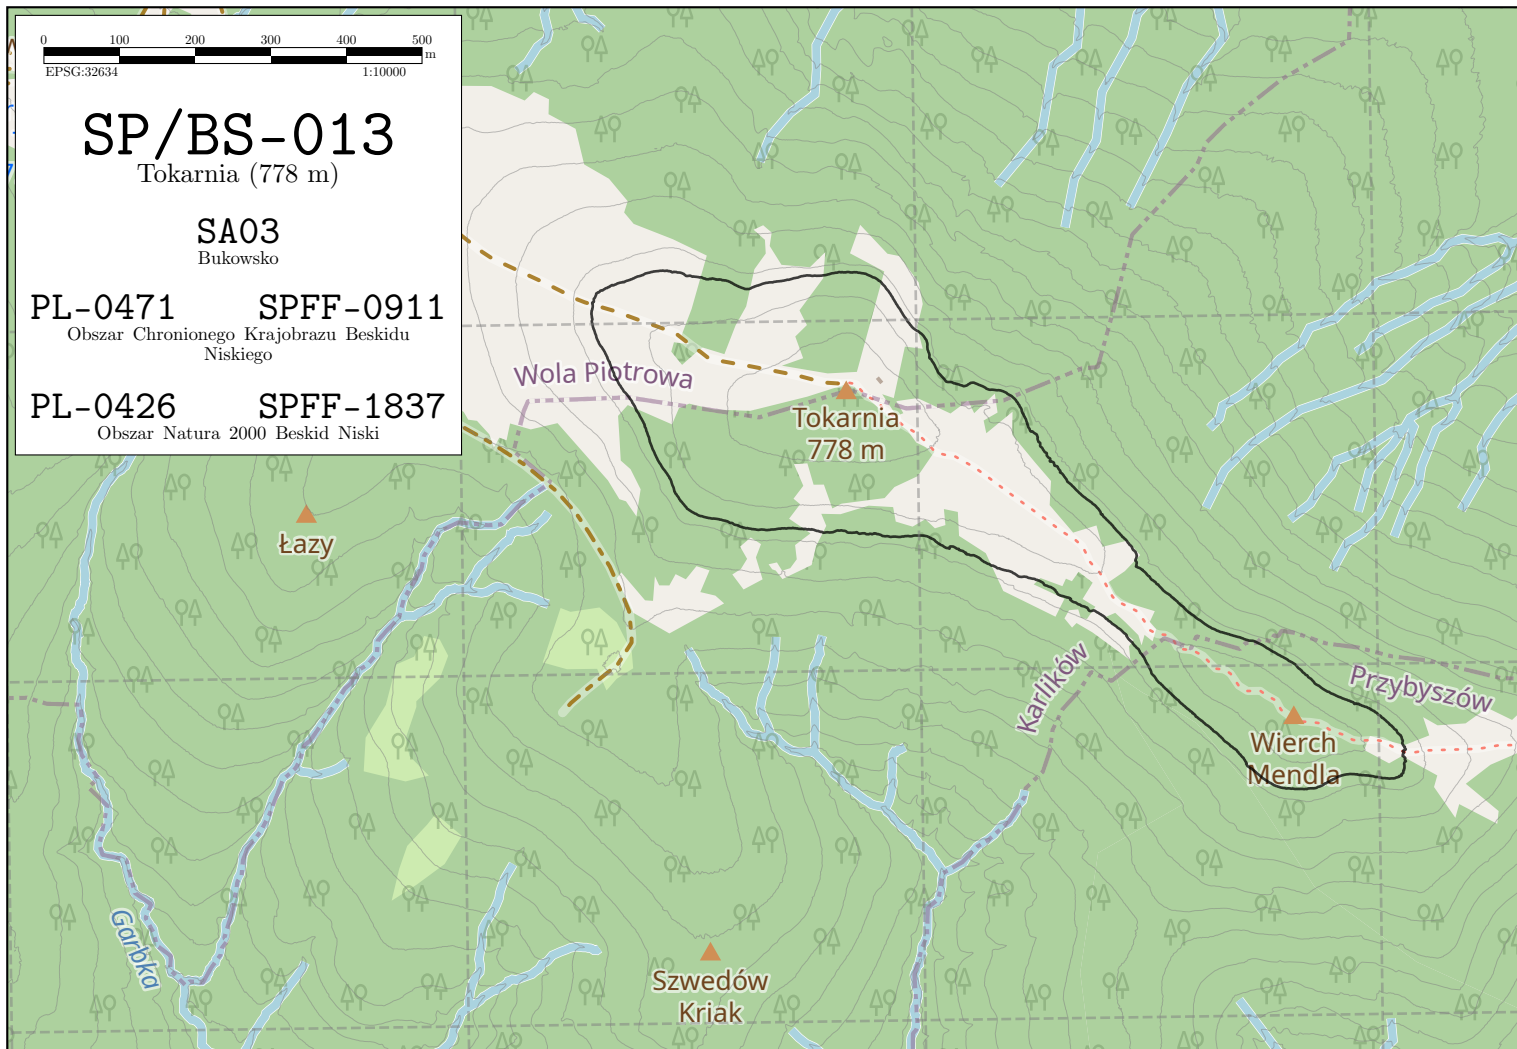 0 100 200 300 400 500
m
EPSG:32634 1:10000
SP/BS-013
Tokarnia (778 m)
SA03
Bukowsko
PL-0471 SPFF-0911
Obszar Chronionego Krajobrazu Beskidu
Niskiego
PL-0426 SPFF-1837
Obszar Natura 2000 Beskid Niski
Wola Piotrowa
Tokarnia
778 m
Łazy
Karlików
Przybyszów
Wierch
Mendla
Garbka
Szwedów
Kriak